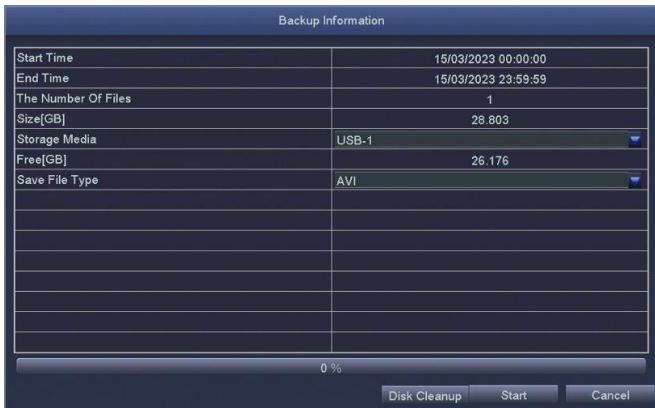 Backup Information
Start Time 15/03/2023 00:00:00
End Time 15/03/2023 23:59:59
The Number Of Files 1
Size[GB] 28.803
Storage Media USB-1
Free[GB] 26.176
Save File Type AVI
0 %
Disk Cleanup Start Cancel